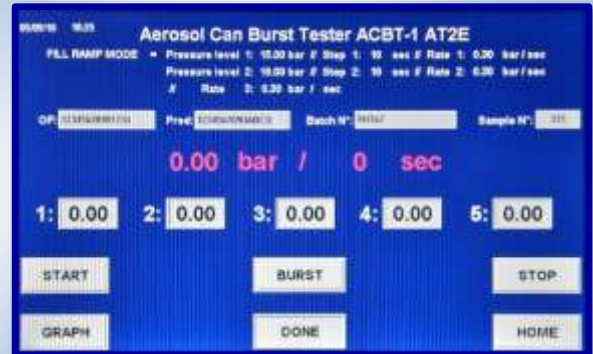 16:25
Aerosol Can Burst Tester ACBT-1 AT2E
FILL RAMP MODE = Pressure level 1: 15.00 bar // Step 1: 10 sec // Rate 1: 0.30 bar/sec
Pressure level 2: 18.00 bar // Step 2: 10 sec // Rate 2: 0.30 bar/sec
// Rate 3: 0.30 bar / sec
OP: Prod: Batch N°: Sample N°:
0.00 bar / 0 sec
1: 0.00 2: 0.00 3: 0.00 4: 0.00 5: 0.00
START BURST STOP
GRAPH DONE HOME